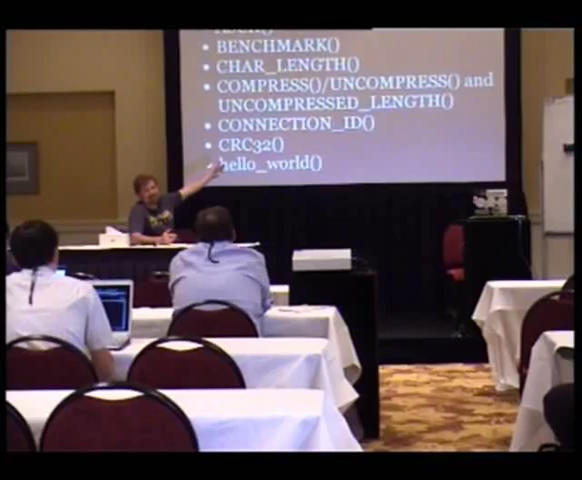 • BENCHMARK()
• CHAR_LENGTH()
• COMPRESS()/UNCOMPRESS() and
UNCOMPRESSED_LENGTH()
• CONNECTION_ID()
• CRC32()
• hello_world()